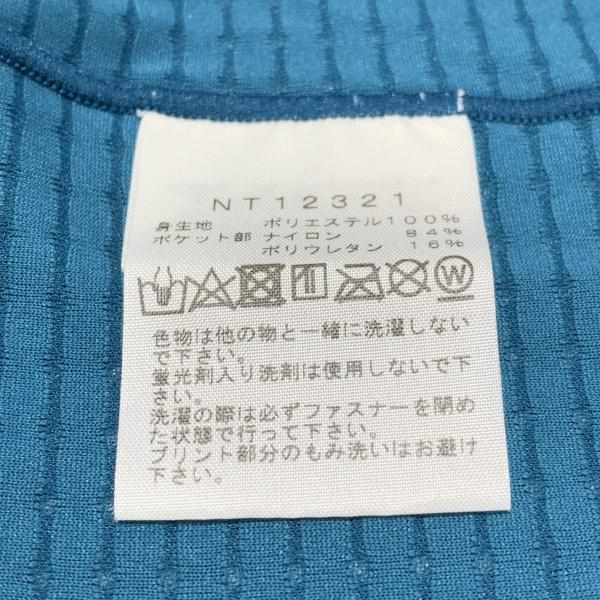 NT12321
身生地 ポリエステル100%
ポケット部 ナイロン 84%
ポリウレタン 16%
W
色物は他の物と一緒に洗濯しない
で下さい。
蛍光剤入り洗剤は使用しないで下
さい。
洗濯の際は必ずファスナーを閉め
た状態で行って下さい。
プリント部分のもみ洗いはお避け
下さい。